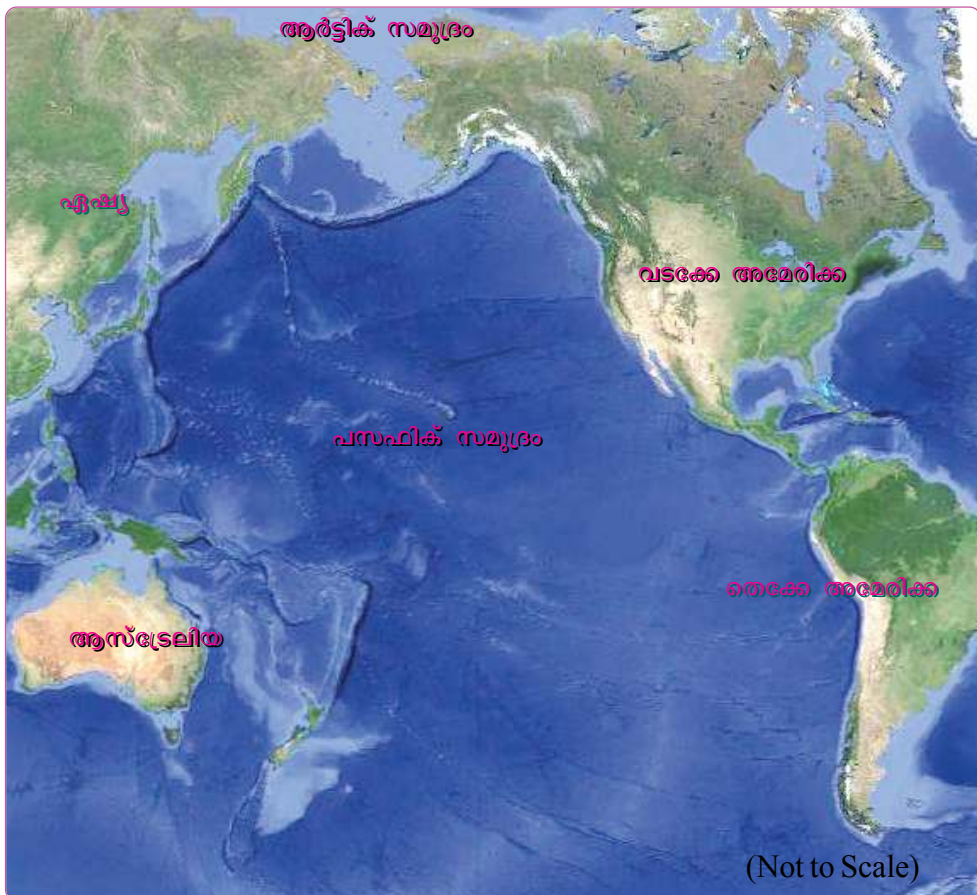 ആർട്ടിക് സമുദ്രം
ഏഷ്യ
വടക്കേ അമേരിക്ക
പസഫിക് സമുദ്രം
തെക്കേ അമേരിക്ക
ആസ്ട്രേലിയ
(Not to Scale)